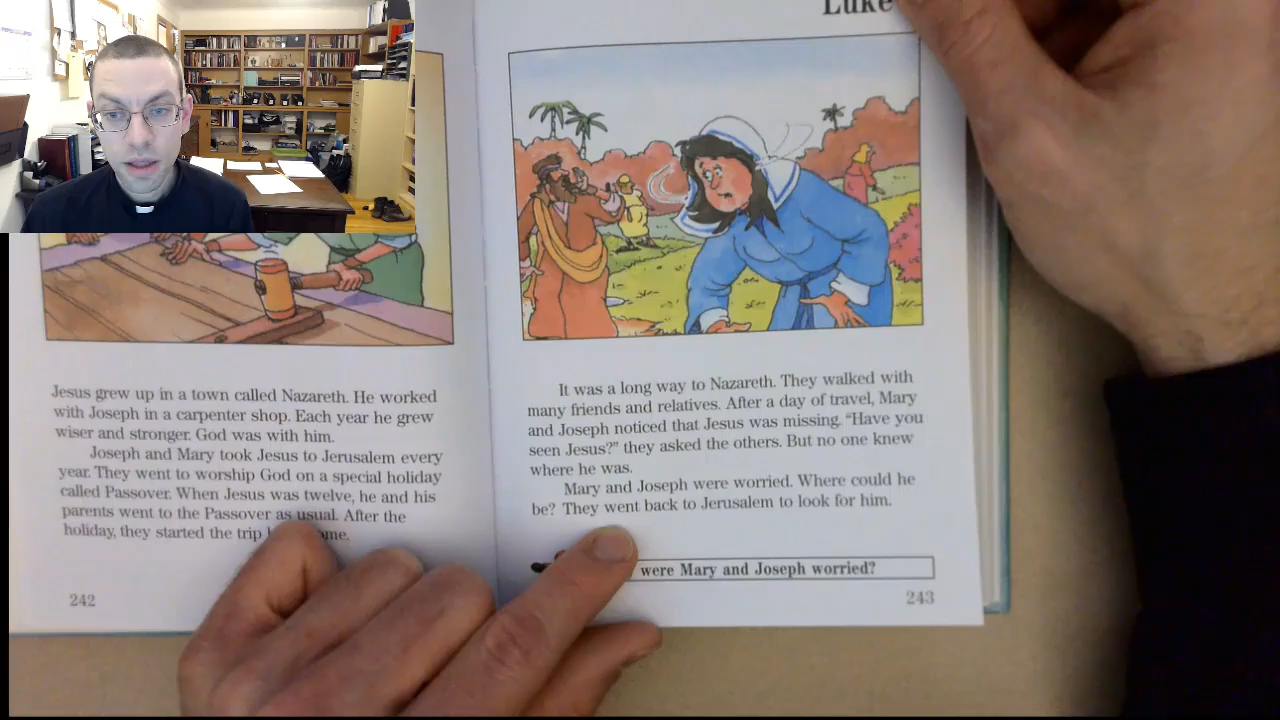 Luke
Jesus grew up in a town called Nazareth. He worked
with Joseph in a carpenter shop. Each year he grew
wiser and stronger. God was with him.
Joseph and Mary took Jesus to Jerusalem every
year. They went to worship God on a special holiday
called Passover. When Jesus was twelve, he and his
parents went to the Passover as usual. After the
holiday, they started the trip
242
It was a long way to Nazareth. They walked with
many friends and relatives. After a day of travel, Mary
and Joseph noticed that Jesus was missing. “Have you
seen Jesus?” they asked the others. But no one knew
where he was.
Mary and Joseph were worried. Where could he
be? They went back to Jerusalem to look for him.
were Mary and Joseph worried?
243